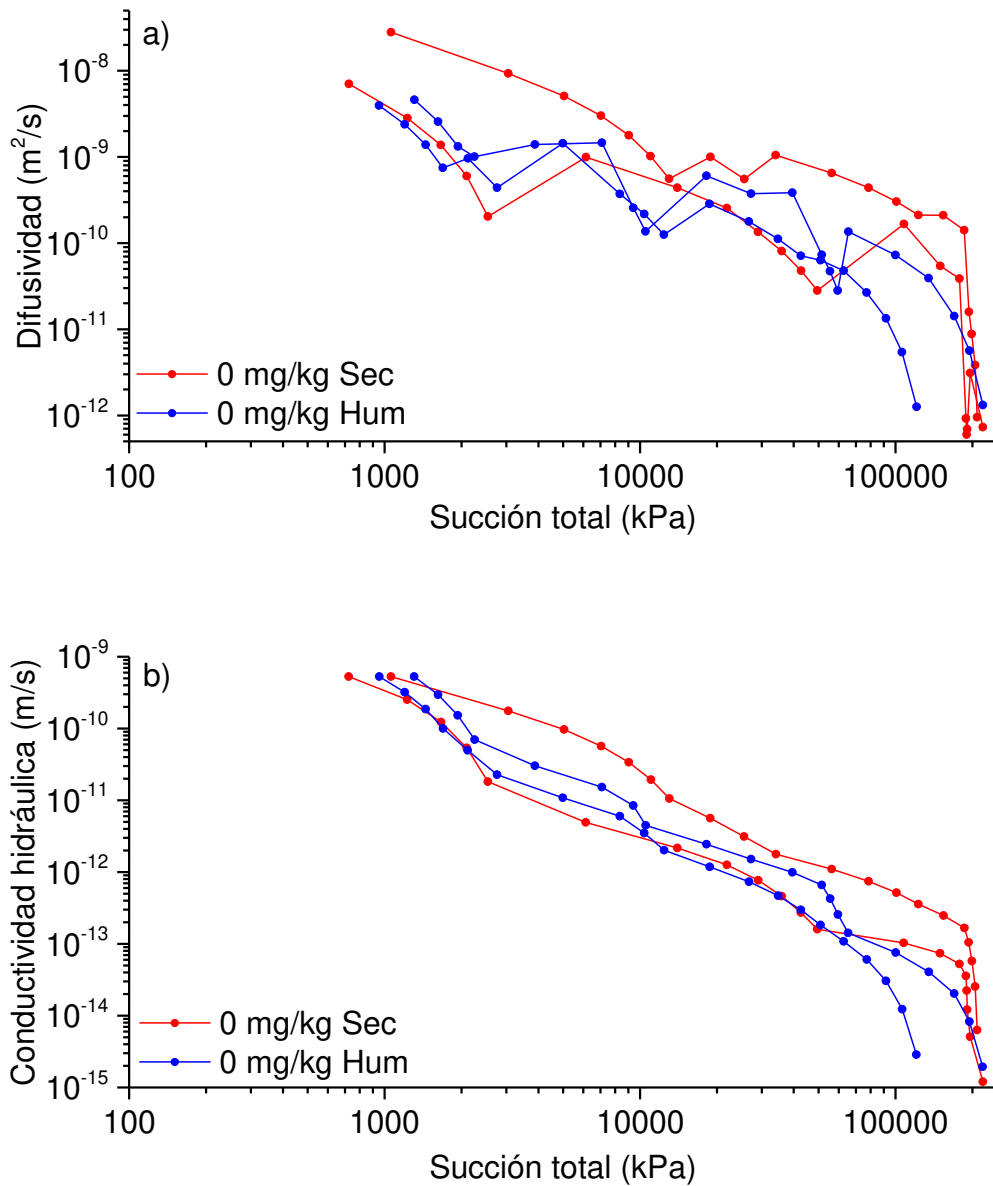 a)
Difusividad (m²/s)
10⁻⁸
10⁻⁹
10⁻¹⁰
10⁻¹¹
10⁻¹²
0 mg/kg Sec
0 mg/kg Hum
100 1000 10000 100000
Succión total (kPa)
b)
Conductividad hidráulica (m/s)
10⁻⁹
10⁻¹⁰
10⁻¹¹
10⁻¹²
10⁻¹³
10⁻¹⁴
10⁻¹⁵
0 mg/kg Sec
0 mg/kg Hum
100 1000 10000 100000
Succión total (kPa)